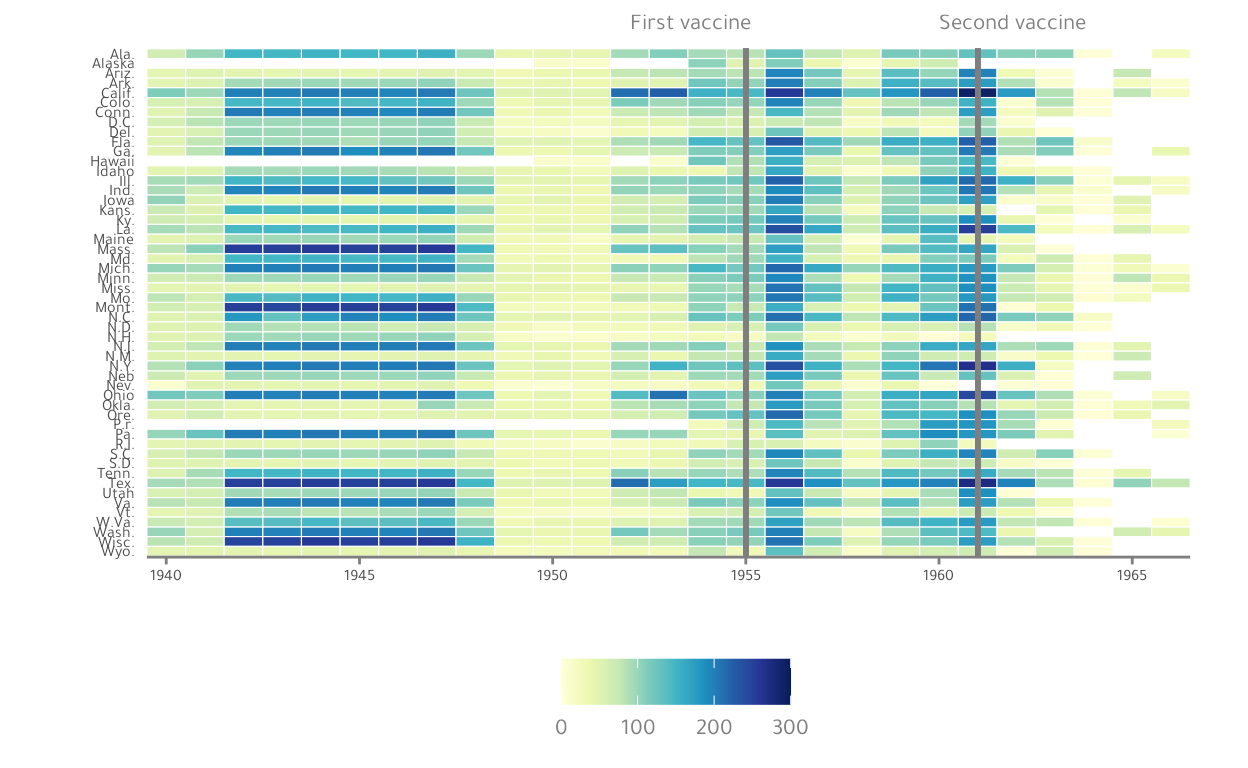 First vaccine Second vaccine
Ala.
Alaska
Ariz.
Ark.
Calif.
Colo.
Conn.
D.C.
Del.
Fla.
Ga.
Hawaii
Idaho
Ill.
Ind.
Iowa
Kans.
Ky.
La.
Maine
Mass.
Md.
Mich.
Minn.
Miss.
Mo.
Mont.
N.C.
N.D.
N.H.
N.J.
N.M.
N.Y.
Neb.
Nev.
Ohio
Okla.
Ore.
P.r.
Pa.
R.I.
S.C.
S.D.
Tenn.
Tex.
Utah
Va.
Vt.
W.Va.
Wash.
Wisc.
Wyo.
1940 1945 1950 1955 1960 1965
0 100 200 300